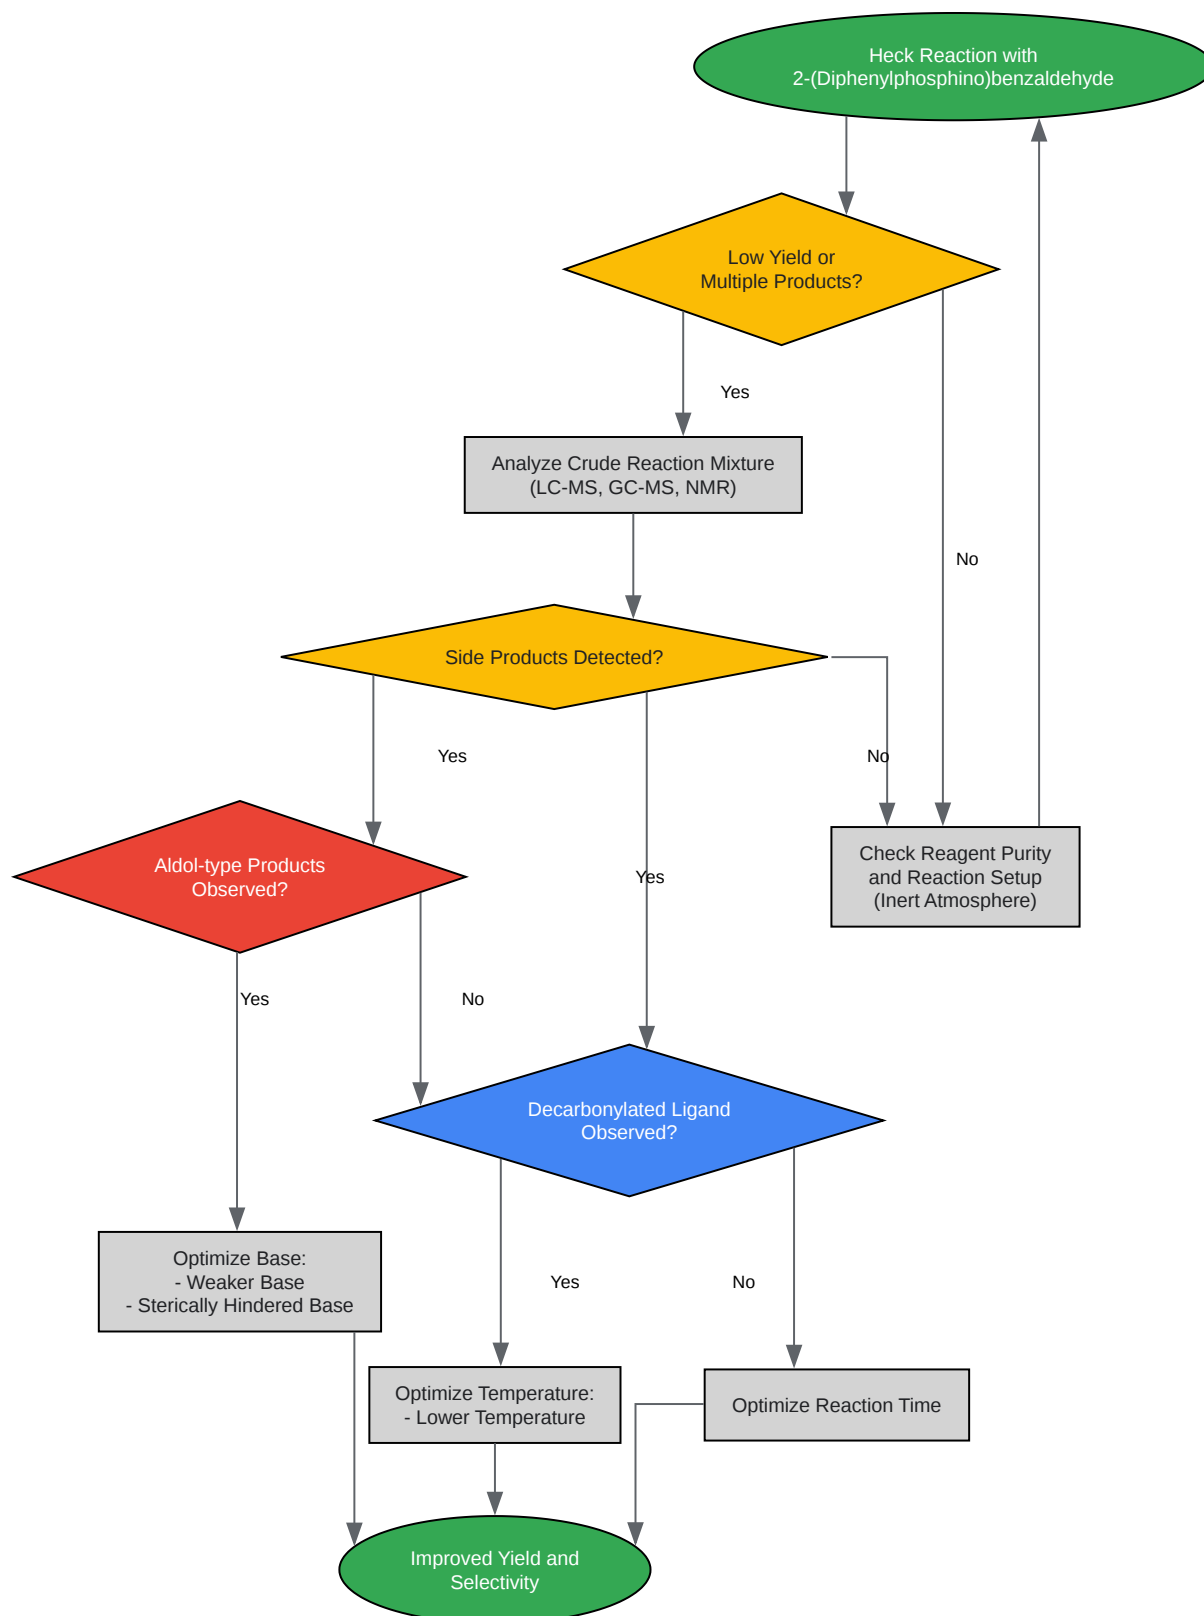 Heck Reaction with
2-(Diphenylphosphino)benzaldehyde
Low Yield or
Multiple Products?
Yes
Analyze Crude Reaction Mixture
(LC-MS, GC-MS, NMR)
No
Side Products Detected?
Yes
No
Check Reagent Purity
and Reaction Setup
(Inert Atmosphere)
Aldol-type Products
Observed?
Yes
Yes
No
Decarbonylated Ligand
Observed?
Optimize Base:
- Weaker Base
- Sterically Hindered Base
Yes
No
Optimize Temperature:
- Lower Temperature
Optimize Reaction Time
Improved Yield and
Selectivity